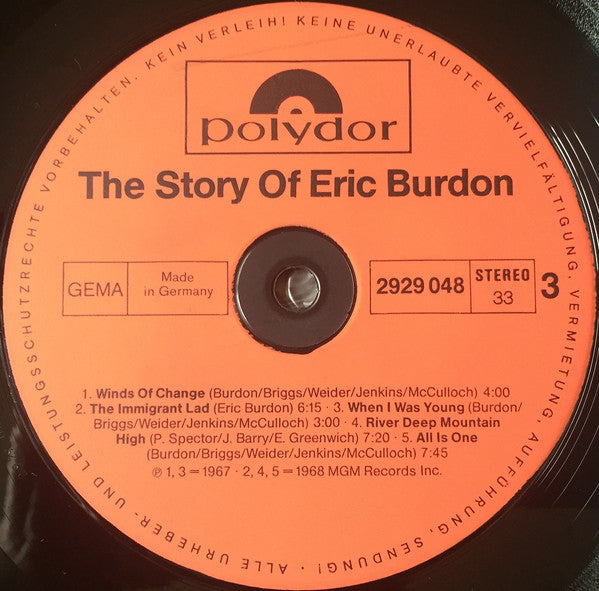 ALLE URHEBER- UND LEISTUNGSSCHUTZRECHTE VORBEHALTEN. KEIN VERLEIH! KEINE UNERLAUBTE VERVIELFÄLTIGUNG, VERMIETUNG, AUFFÜHRUNG, SENDUNG! ·
polydor
The Story Of Eric Burdon
GEMA
Made
in Germany
2929 048
STEREO
33
3
1. Winds Of Change (Burdon/Briggs/Weider/Jenkins/McCulloch) 4:00
2. The Immigrant Lad (Eric Burdon) 6:15 · 3. When I Was Young (Burdon/
Briggs/Weider/Jenkins/McCulloch) 3:00 · 4. River Deep Mountain
High (P. Spector/J. Barry/E. Greenwich) 7:20 · 5. All Is One
(Burdon/Briggs/Weider/Jenkins/McCulloch) 7:45
℗ 1, 3=1967 · 2, 4, 5=1968 MGM Records Inc.